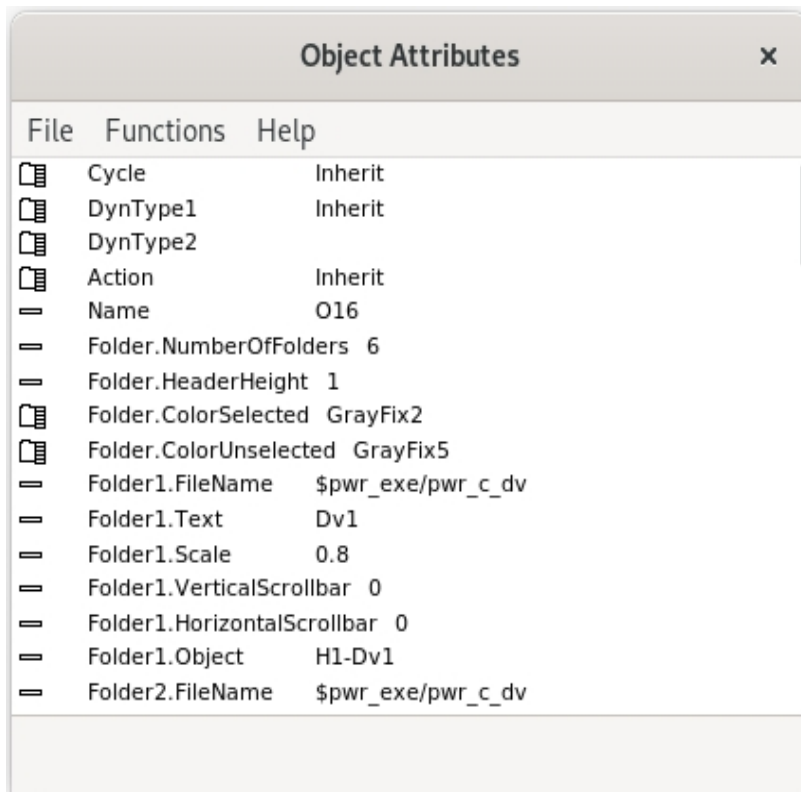 Object Attributes ×
File Functions Help
Cycle Inherit
DynType1 Inherit
DynType2
Action Inherit
Name O16
Folder.NumberOfFolders 6
Folder.HeaderHeight 1
Folder.ColorSelected GrayFix2
Folder.ColorUnselected GrayFix5
Folder1.FileName $pwr_exe/pwr_c_dv
Folder1.Text Dv1
Folder1.Scale 0.8
Folder1.VerticalScrollbar 0
Folder1.HorizontalScrollbar 0
Folder1.Object H1-Dv1
Folder2.FileName $pwr_exe/pwr_c_dv